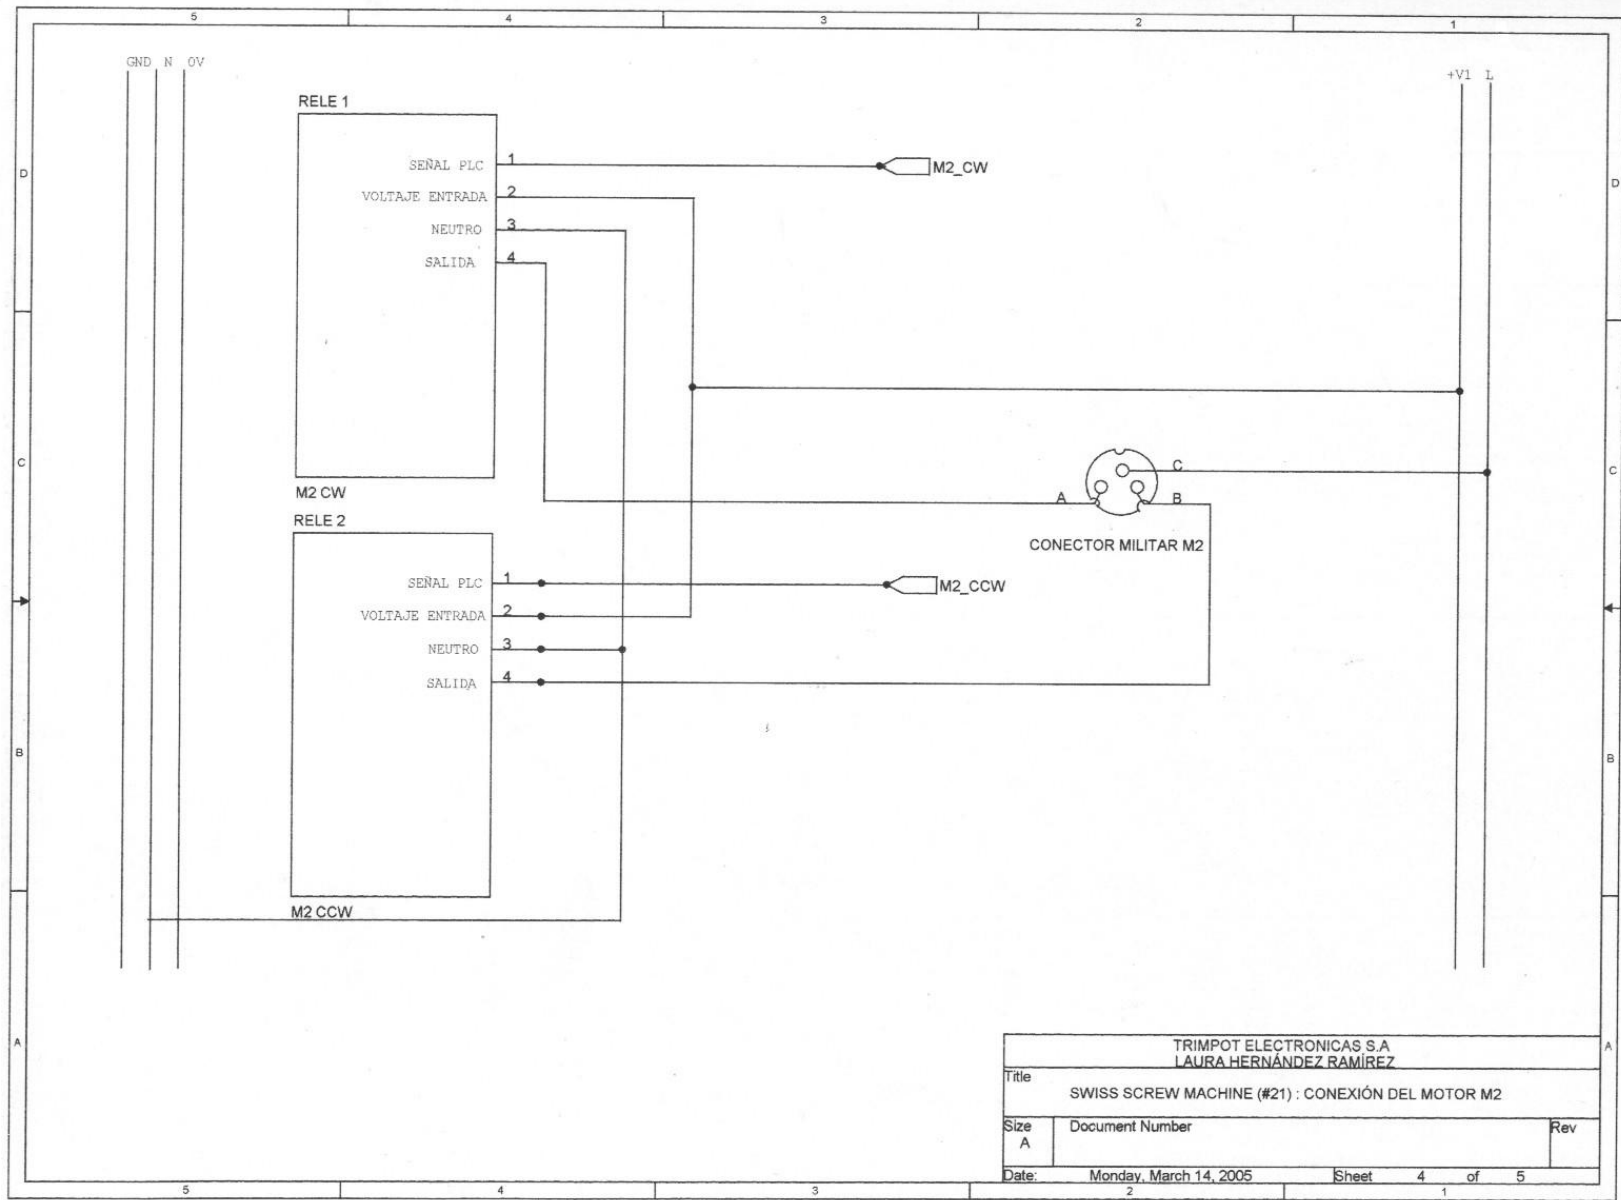 5 4 3 2 1
GND N 0V
+V1 L
RELE 1
D
D
SEÑAL PLC 1
M2_CW
VOLTAJE ENTRADA 2
NEUTRO 3
SALIDA 4
C
C
C
M2 CW
A
B
RELE 2
CONECTOR MILITAR M2
SEÑAL PLC 1
M2_CCW
VOLTAJE ENTRADA 2
NEUTRO 3
SALIDA 4
B
B
M2 CCW
A
A
TRIMPOT ELECTRONICAS S.A
LAURA HERNÁNDEZ RAMÍREZ
Title
SWISS SCREW MACHINE (#21) : CONEXIÓN DEL MOTOR M2
Size Document Number Rev
A
Date: Monday, March 14, 2005 Sheet 4 of 5
5 4 3 2 1